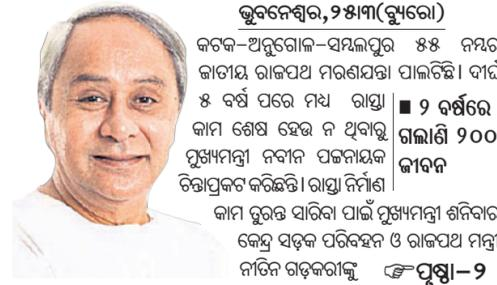 ଭୁବନେଶ୍ୱର,୨୫।୩(ବ୍ୟୁରୋ)
କଟକ-ଅନୁଗୋଳ-ସମ୍ବଲପୁର ୫୫ ନମ୍ବର
ଜାତୀୟ ରାଜପଥ ମରଣଯନ୍ତା ପାଲଟିଛି। ଦୀର୍ଘ
୫ ବର୍ଷ ପରେ ମଧ୍ୟ ରାସ୍ତା
କାମ ଶେଷ ହେଉ ନ ଥିବାରୁ
ମୁଖ୍ୟମନ୍ତ୍ରୀ ନବୀନ ପଟ୍ଟନାୟକ
ଚିନ୍ତାପ୍ରକଟ କରିଛନ୍ତି। ରାସ୍ତା ନିର୍ମାଣ
■ ୨ ବର୍ଷରେ
ଗଲାଣି ୨୦୦
ଜୀବନ
କାମ ତୁରନ୍ତ ସାରିବା ପାଇଁ ମୁଖ୍ୟମନ୍ତ୍ରୀ ଶନିବାର
କେନ୍ଦ୍ର ସଡ଼କ ପରିବହନ ଓ ରାଜପଥ ମନ୍ତ୍ରୀ
ନୀତିନ ଗଡ଼କରୀଙ୍କୁ ☞ପୃଷ୍ଠା-୨